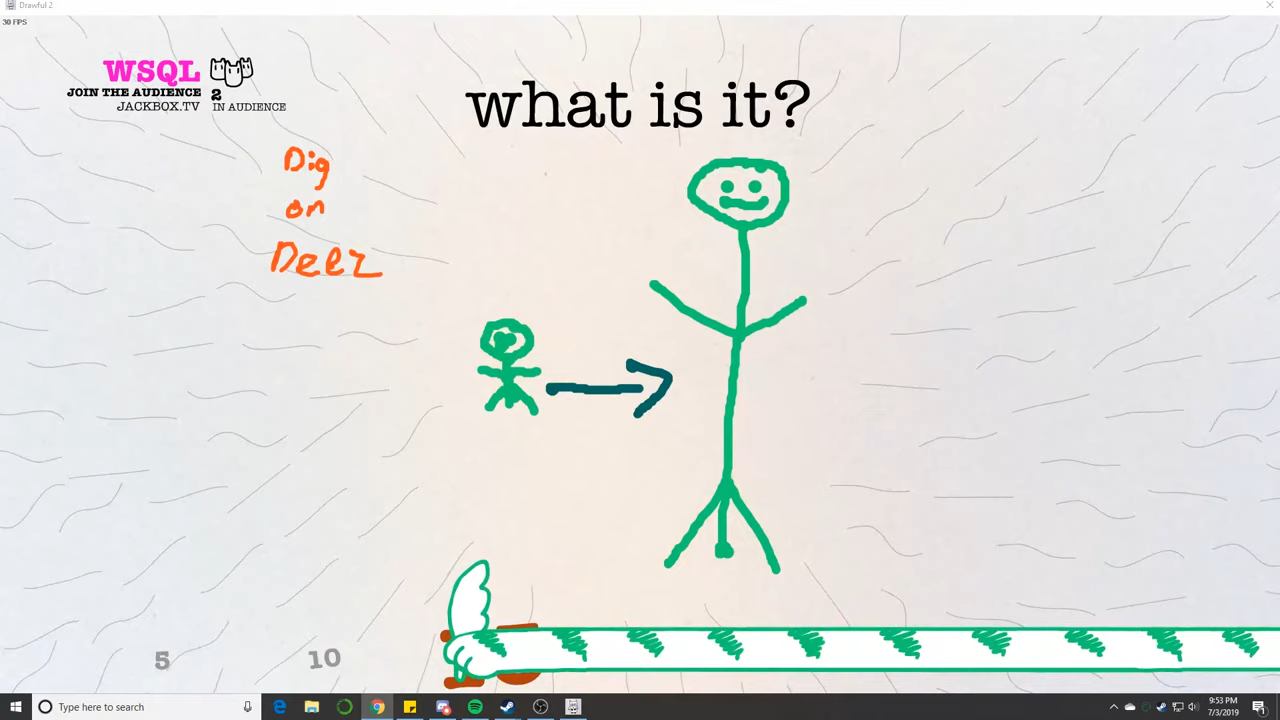 Drawful 2
30 FPS
WSQL
JOIN THE AUDIENCE
JACKBOX.TV
2
IN AUDIENCE
what is it?
Dig
on
Deez
5
10
Type here to search
9:53 PM
7/3/2019